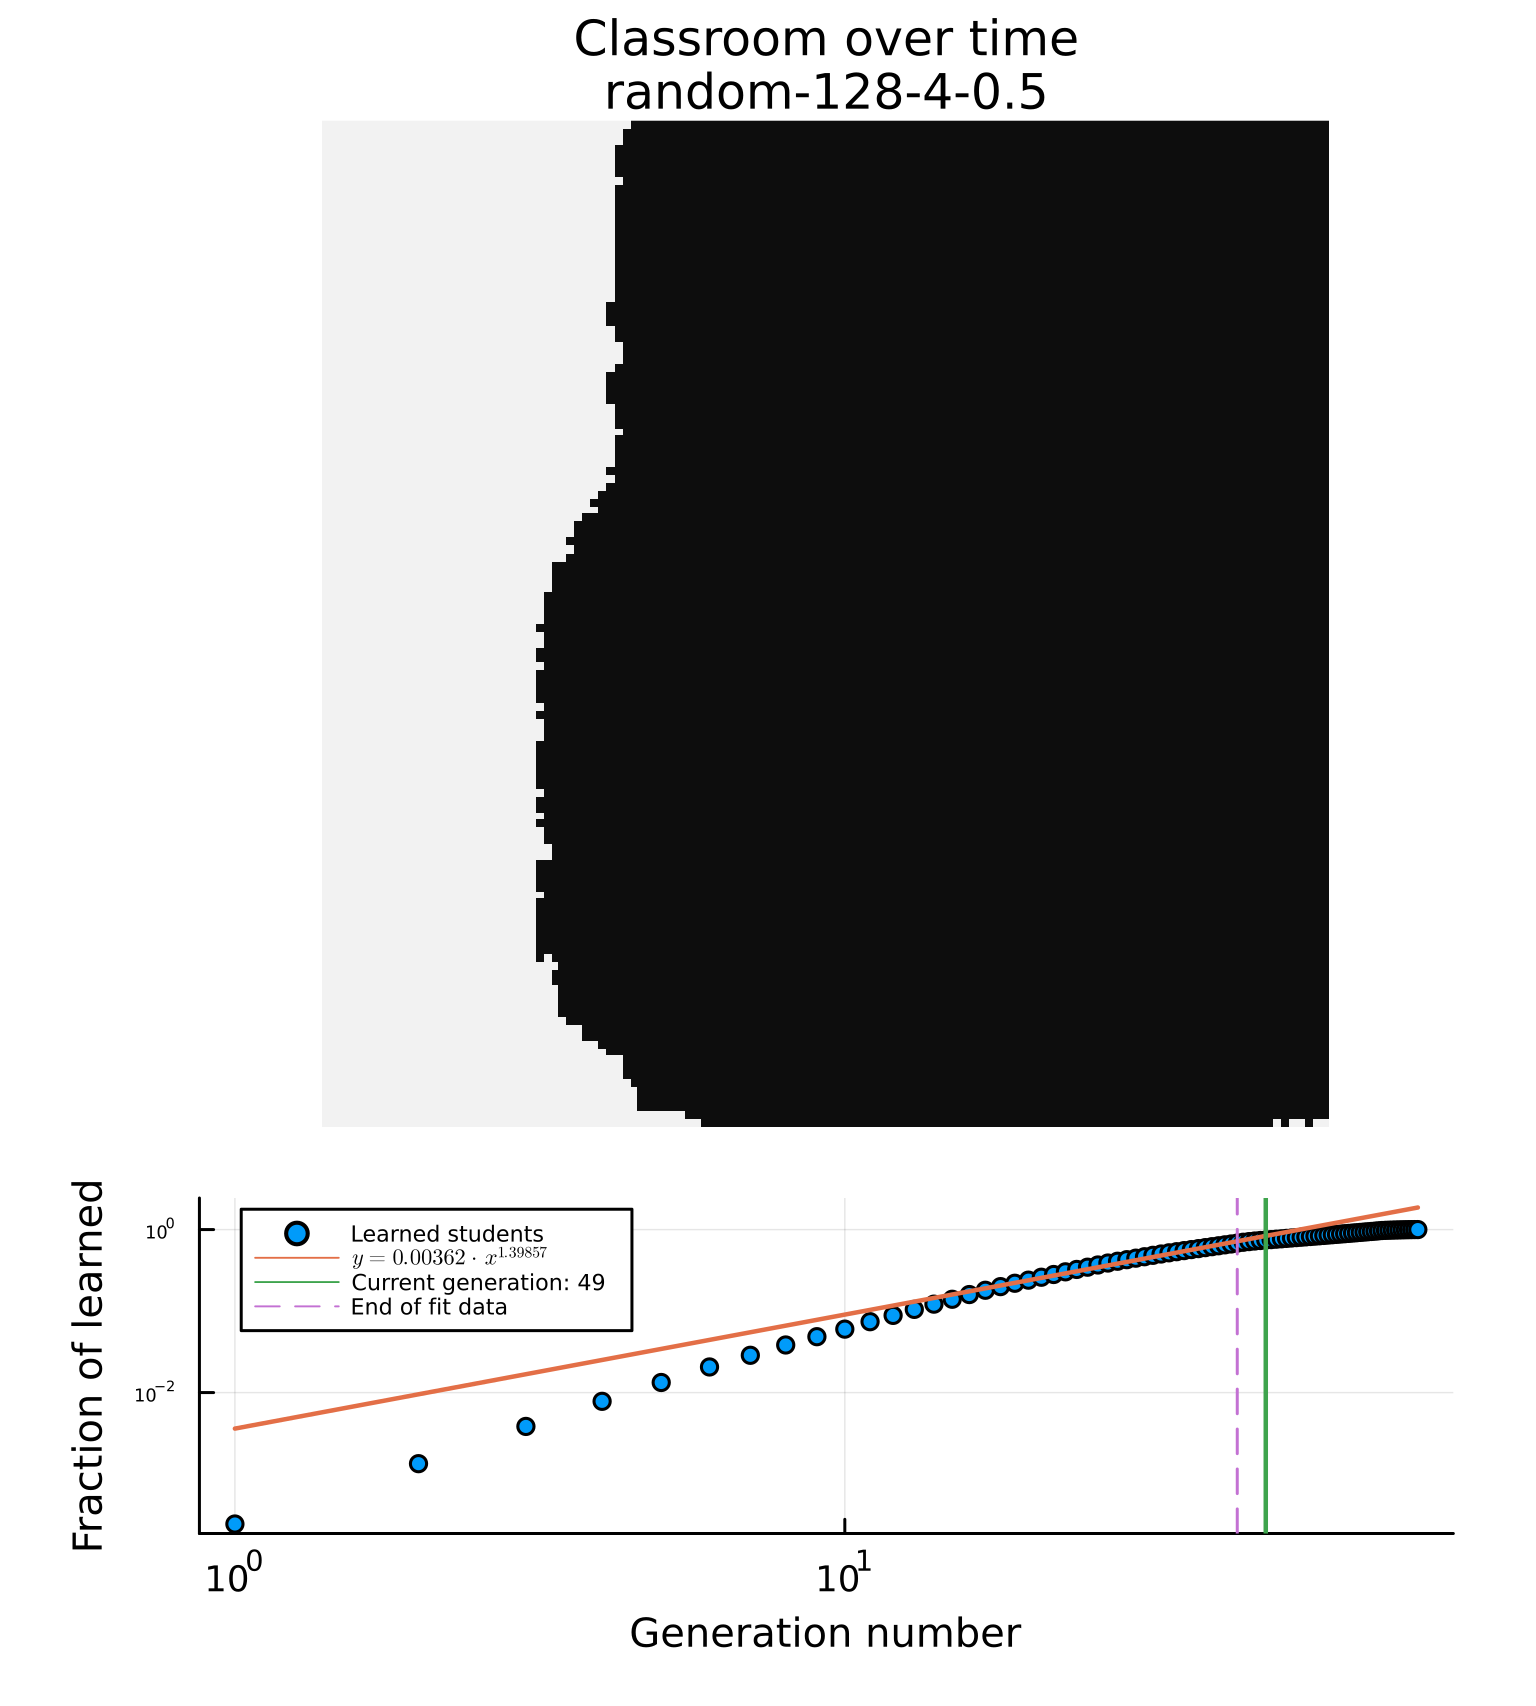 Classroom over time
random-128-4-0.5
Fraction of learned
10^0
10^-2
Learned students
y = 0.00362 · x^1.39857
Current generation: 49
End of fit data
10^0
10^1
Generation number